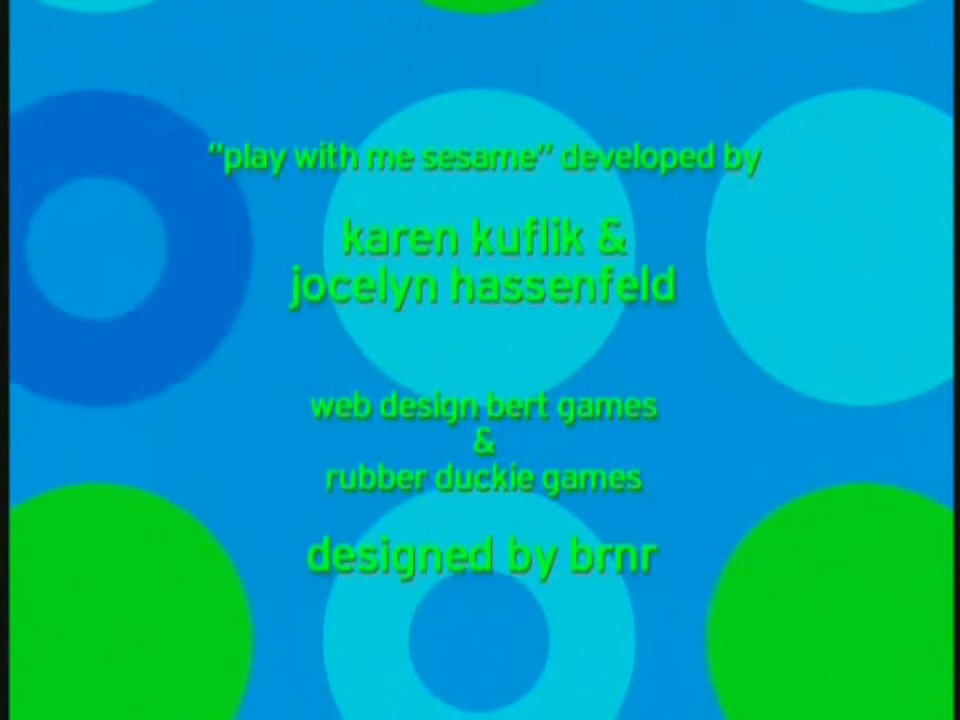 “play with me sesame” developed by
karen kuflik &
jocelyn hassenfeld
web design bert games
&
rubber duckie games
designed by brnr